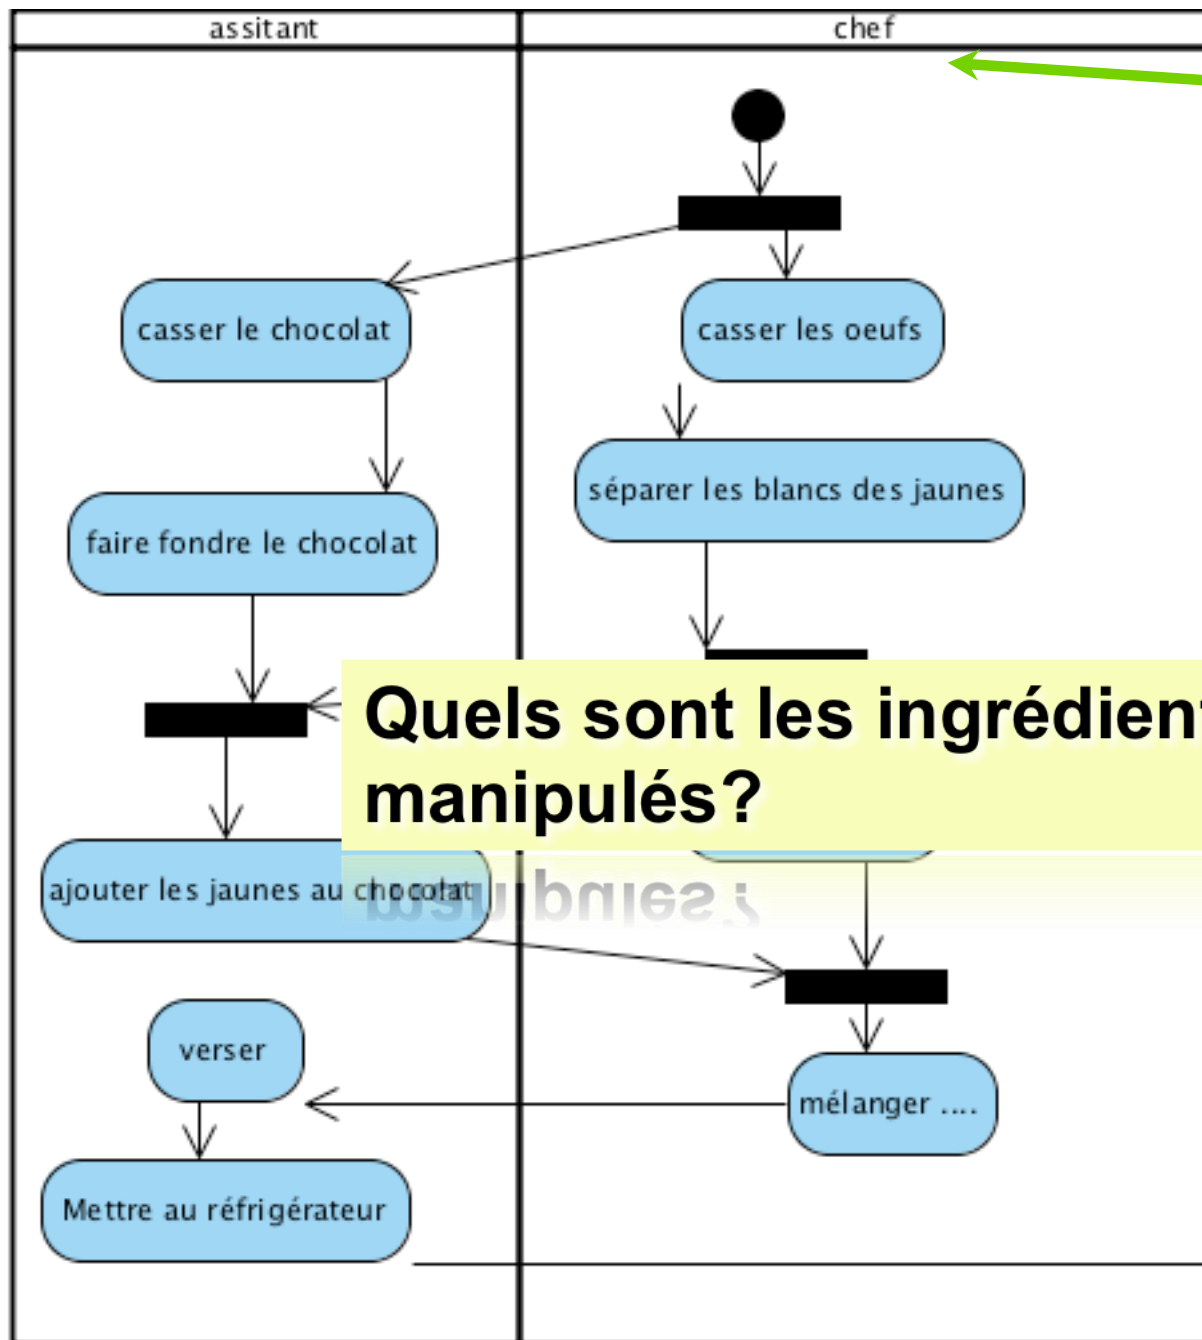 assitant
chef
casser le chocolat
casser les oeufs
séparer les blancs des jaunes
faire fondre le chocolat
Quels sont les ingrédient
manipulés?
ajouter les jaunes au chocolat
verser
mélanger ....
Mettre au réfrigérateur